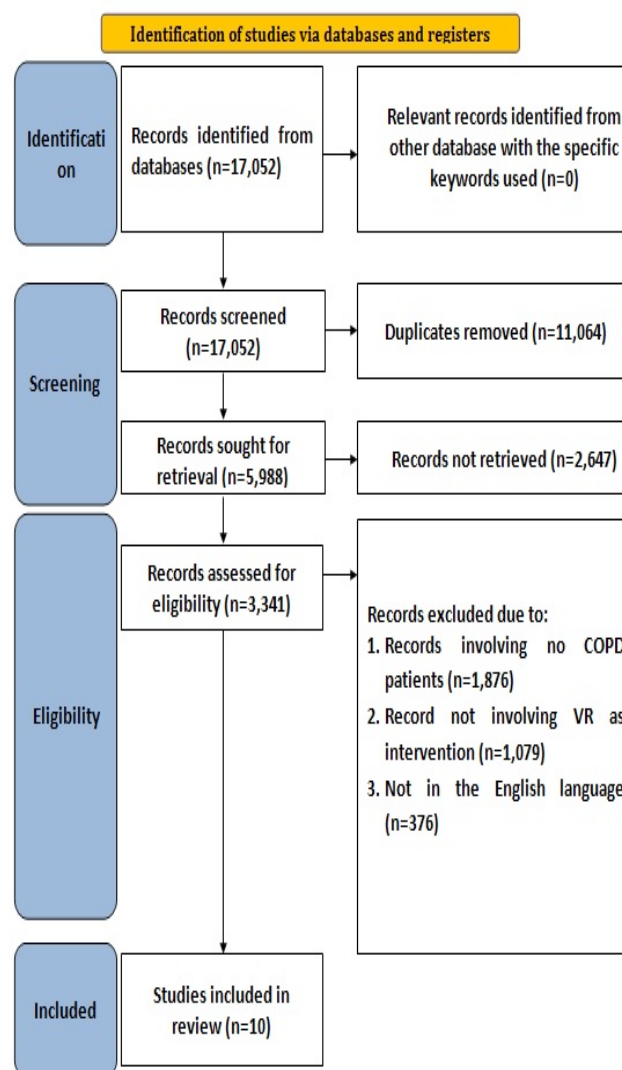 Identification of studies via databases and registers
Identificati
on
Records identified from
databases (n=17,052)
Relevant records identified from
other database with the specific
keywords used (n=0)
Screening
Records screened
(n=17,052)
Duplicates removed (n=11,064)
Records sought for
retrieval (n=5,988)
Records not retrieved (n=2,647)
Eligibility
Records assessed for
eligibility (n=3,341)
Records excluded due to:
1. Records involving no COPD
patients (n=1,876)
2. Record not involving VR as
intervention (n=1,079)
3. Not in the English language
(n=376)
Included
Studies included in
review (n=10)